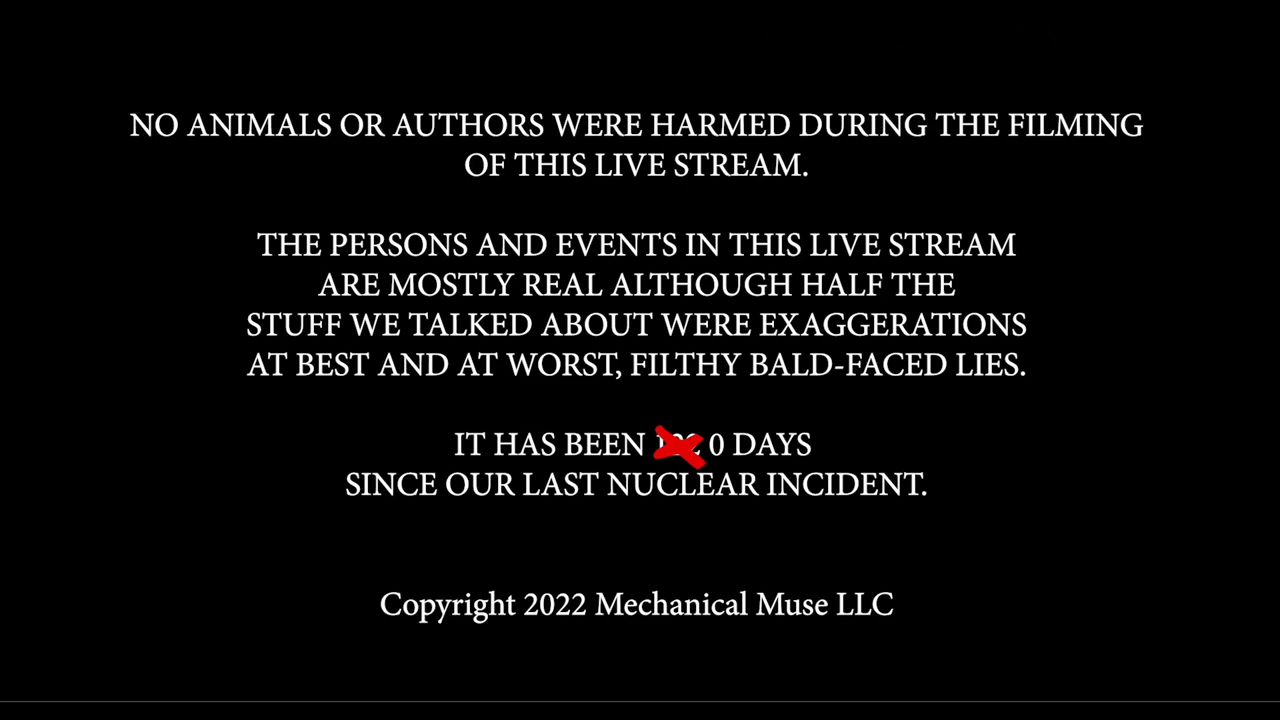 NO ANIMALS OR AUTHORS WERE HARMED DURING THE FILMING
OF THIS LIVE STREAM.
THE PERSONS AND EVENTS IN THIS LIVE STREAM
ARE MOSTLY REAL ALTHOUGH HALF THE
STUFF WE TALKED ABOUT WERE EXAGGERATIONS
AT BEST AND AT WORST, FILTHY BALD-FACED LIES.
IT HAS BEEN 0 DAYS
SINCE OUR LAST NUCLEAR INCIDENT.
Copyright 2022 Mechanical Muse LLC